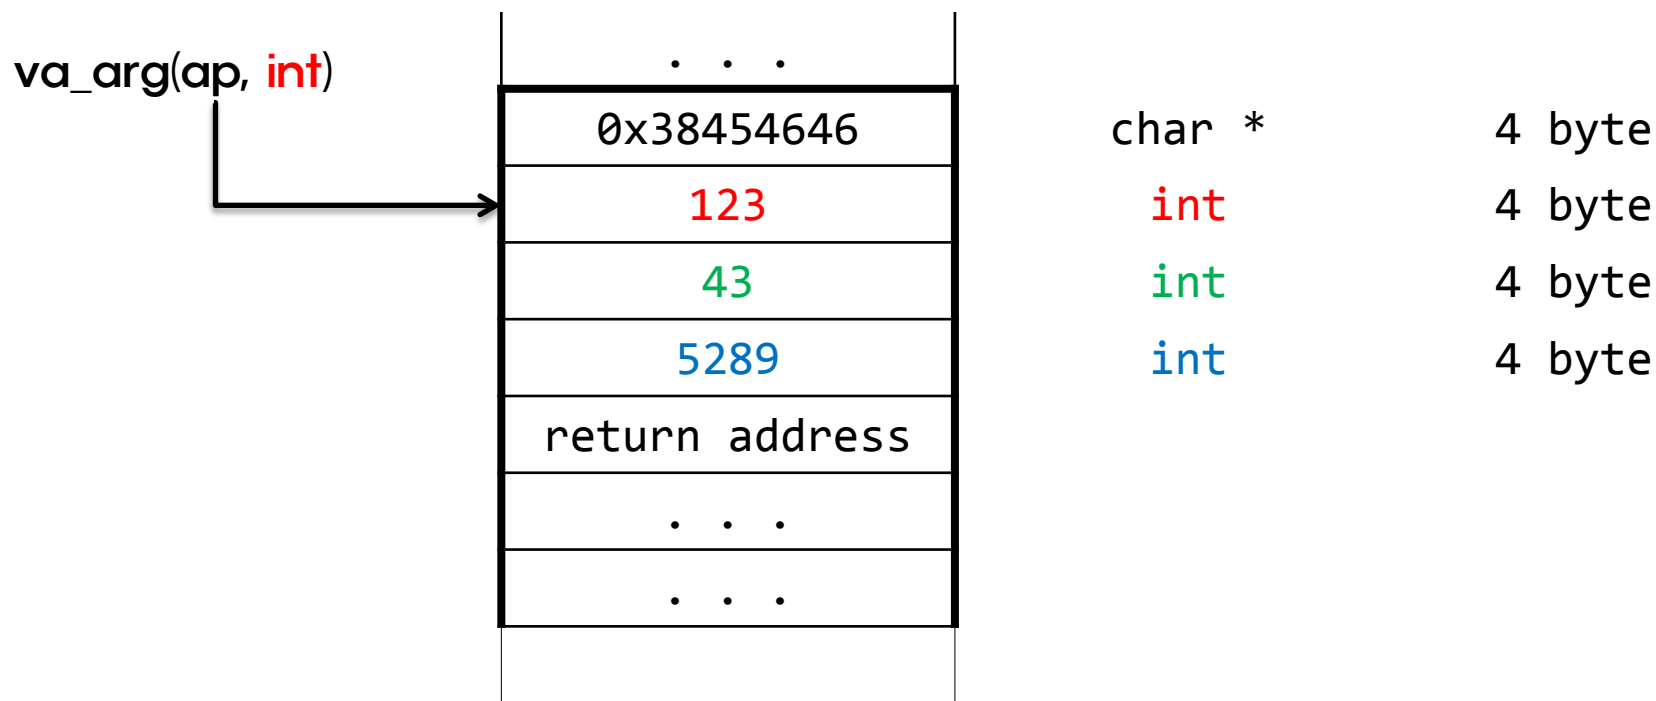 . . .
va_arg(ap, int)
0x38454646 char * 4 byte
123 int 4 byte
43 int 4 byte
5289 int 4 byte
return address
. . .
. . .